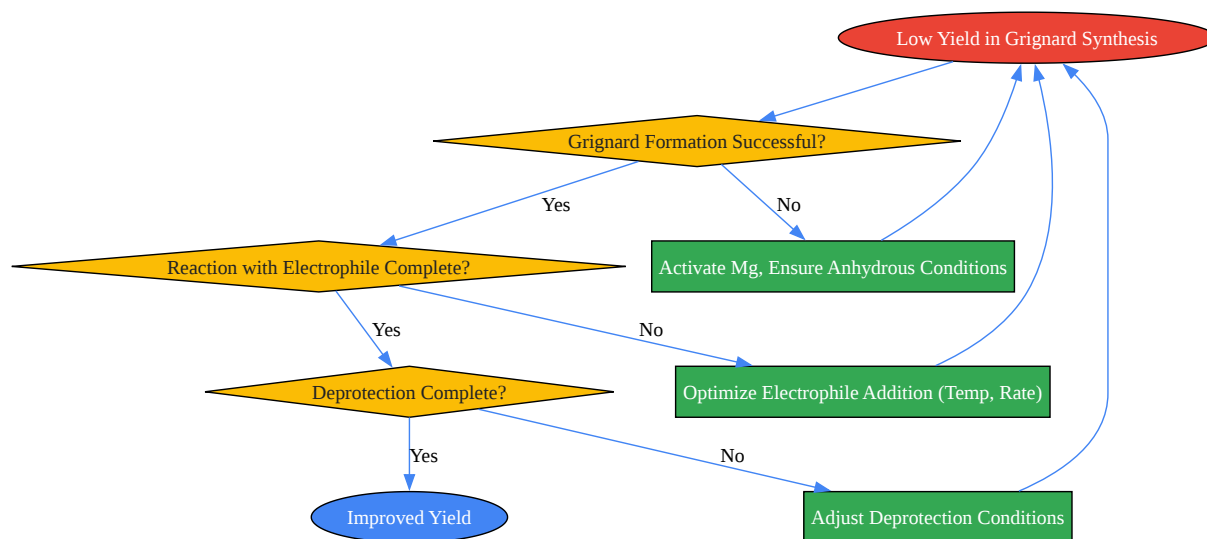 Low Yield in Grignard Synthesis
Grignard Formation Successful?
Yes
No
Reaction with Electrophile Complete?
Activate Mg, Ensure Anhydrous Conditions
Yes
No
Deprotection Complete?
Optimize Electrophile Addition (Temp, Rate)
Yes
No
Improved Yield
Adjust Deprotection Conditions